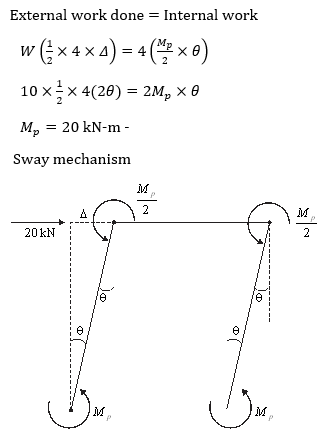 External work done = Internal work
W (1/2 × 4 × Δ) = 4 (Mₚ/2 × θ)
10 × 1/2 × 4(2θ) = 2Mₚ × θ
Mₚ = 20 kN-m -
Sway mechanism
Mₚ/2
Mₚ/2
Δ
20 kN
θ
θ
θ
θ
Mₚ
Mₚ